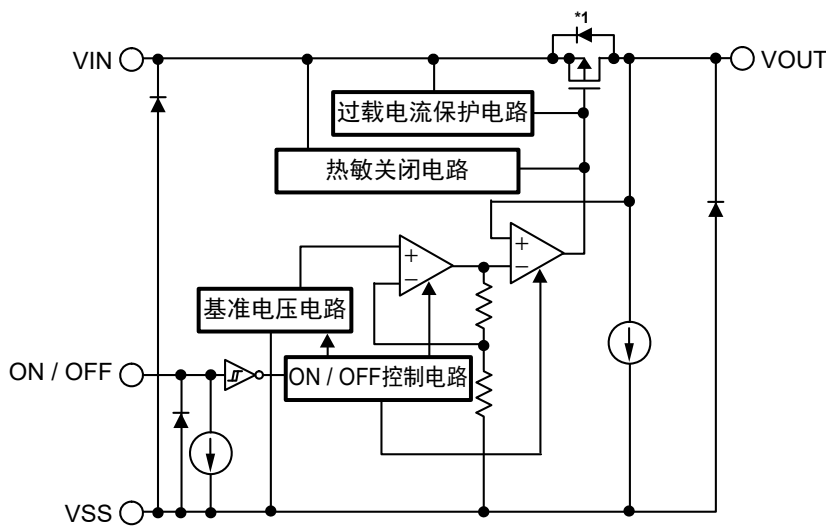 *1
VIN
VOUT
过载电流保护电路
热敏关闭电路
+
−
+
−
基准电压电路
ON / OFF
ON / OFF控制电路
VSS